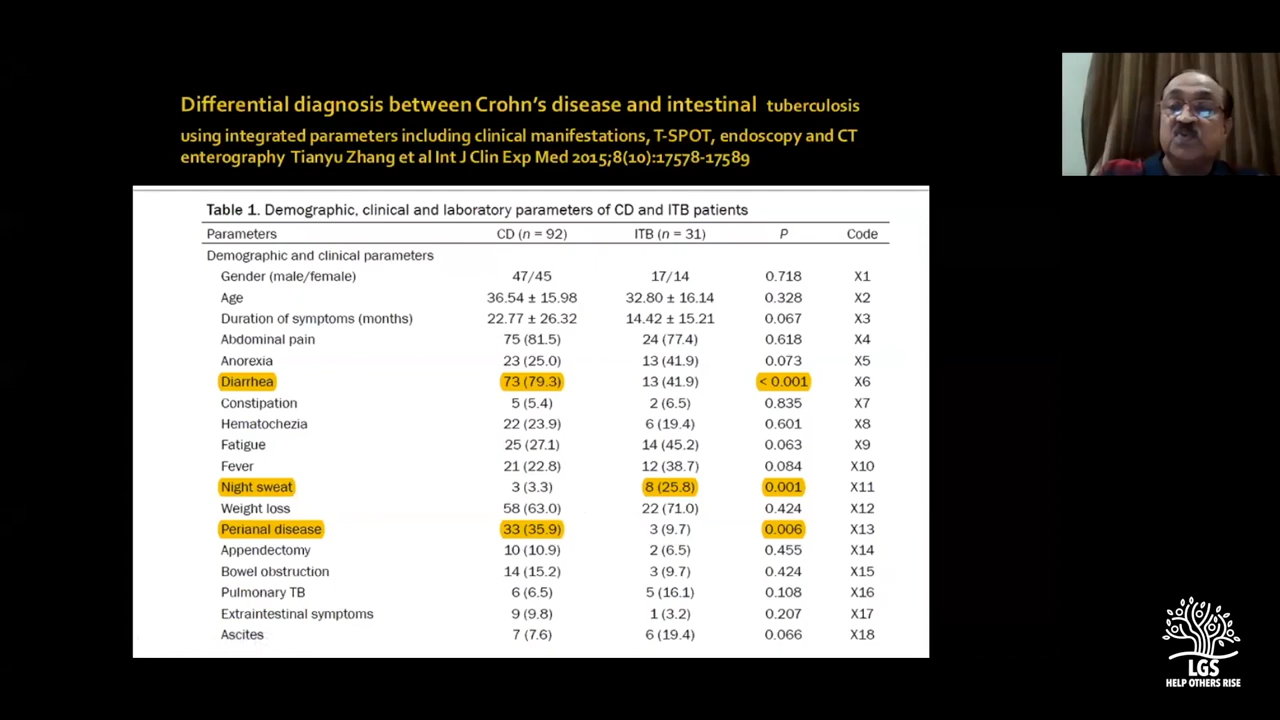 Differential diagnosis between Crohn's disease and intestinal tuberculosis
using integrated parameters including clinical manifestations, T-SPOT, endoscopy and CT
enterography Tianyu Zhang et al Int J Clin Exp Med 2015;8(10):17578-17589
Table 1. Demographic, clinical and laboratory parameters of CD and ITB patients
Parameters CD (n = 92) ITB (n = 31) P Code
Demographic and clinical parameters
Gender (male/female) 47/45 17/14 0.718 X1
Age 36.54 ± 15.98 32.80 ± 16.14 0.328 X2
Duration of symptoms (months) 22.77 ± 26.32 14.42 ± 15.21 0.067 X3
Abdominal pain 75 (81.5) 24 (77.4) 0.618 X4
Anorexia 23 (25.0) 13 (41.9) 0.073 X5
Diarrhea 73 (79.3) 13 (41.9) < 0.001 X6
Constipation 5 (5.4) 2 (6.5) 0.835 X7
Hematochezia 22 (23.9) 6 (19.4) 0.601 X8
Fatigue 25 (27.1) 14 (45.2) 0.063 X9
Fever 21 (22.8) 12 (38.7) 0.084 X10
Night sweat 3 (3.3) 8 (25.8) 0.001 X11
Weight loss 58 (63.0) 22 (71.0) 0.424 X12
Perianal disease 33 (35.9) 3 (9.7) 0.006 X13
Appendectomy 10 (10.9) 2 (6.5) 0.455 X14
Bowel obstruction 14 (15.2) 3 (9.7) 0.424 X15
Pulmonary TB 6 (6.5) 5 (16.1) 0.108 X16
Extraintestinal symptoms 9 (9.8) 1 (3.2) 0.207 X17
Ascites 7 (7.6) 6 (19.4) 0.066 X18
LGS
HELP OTHERS RISE